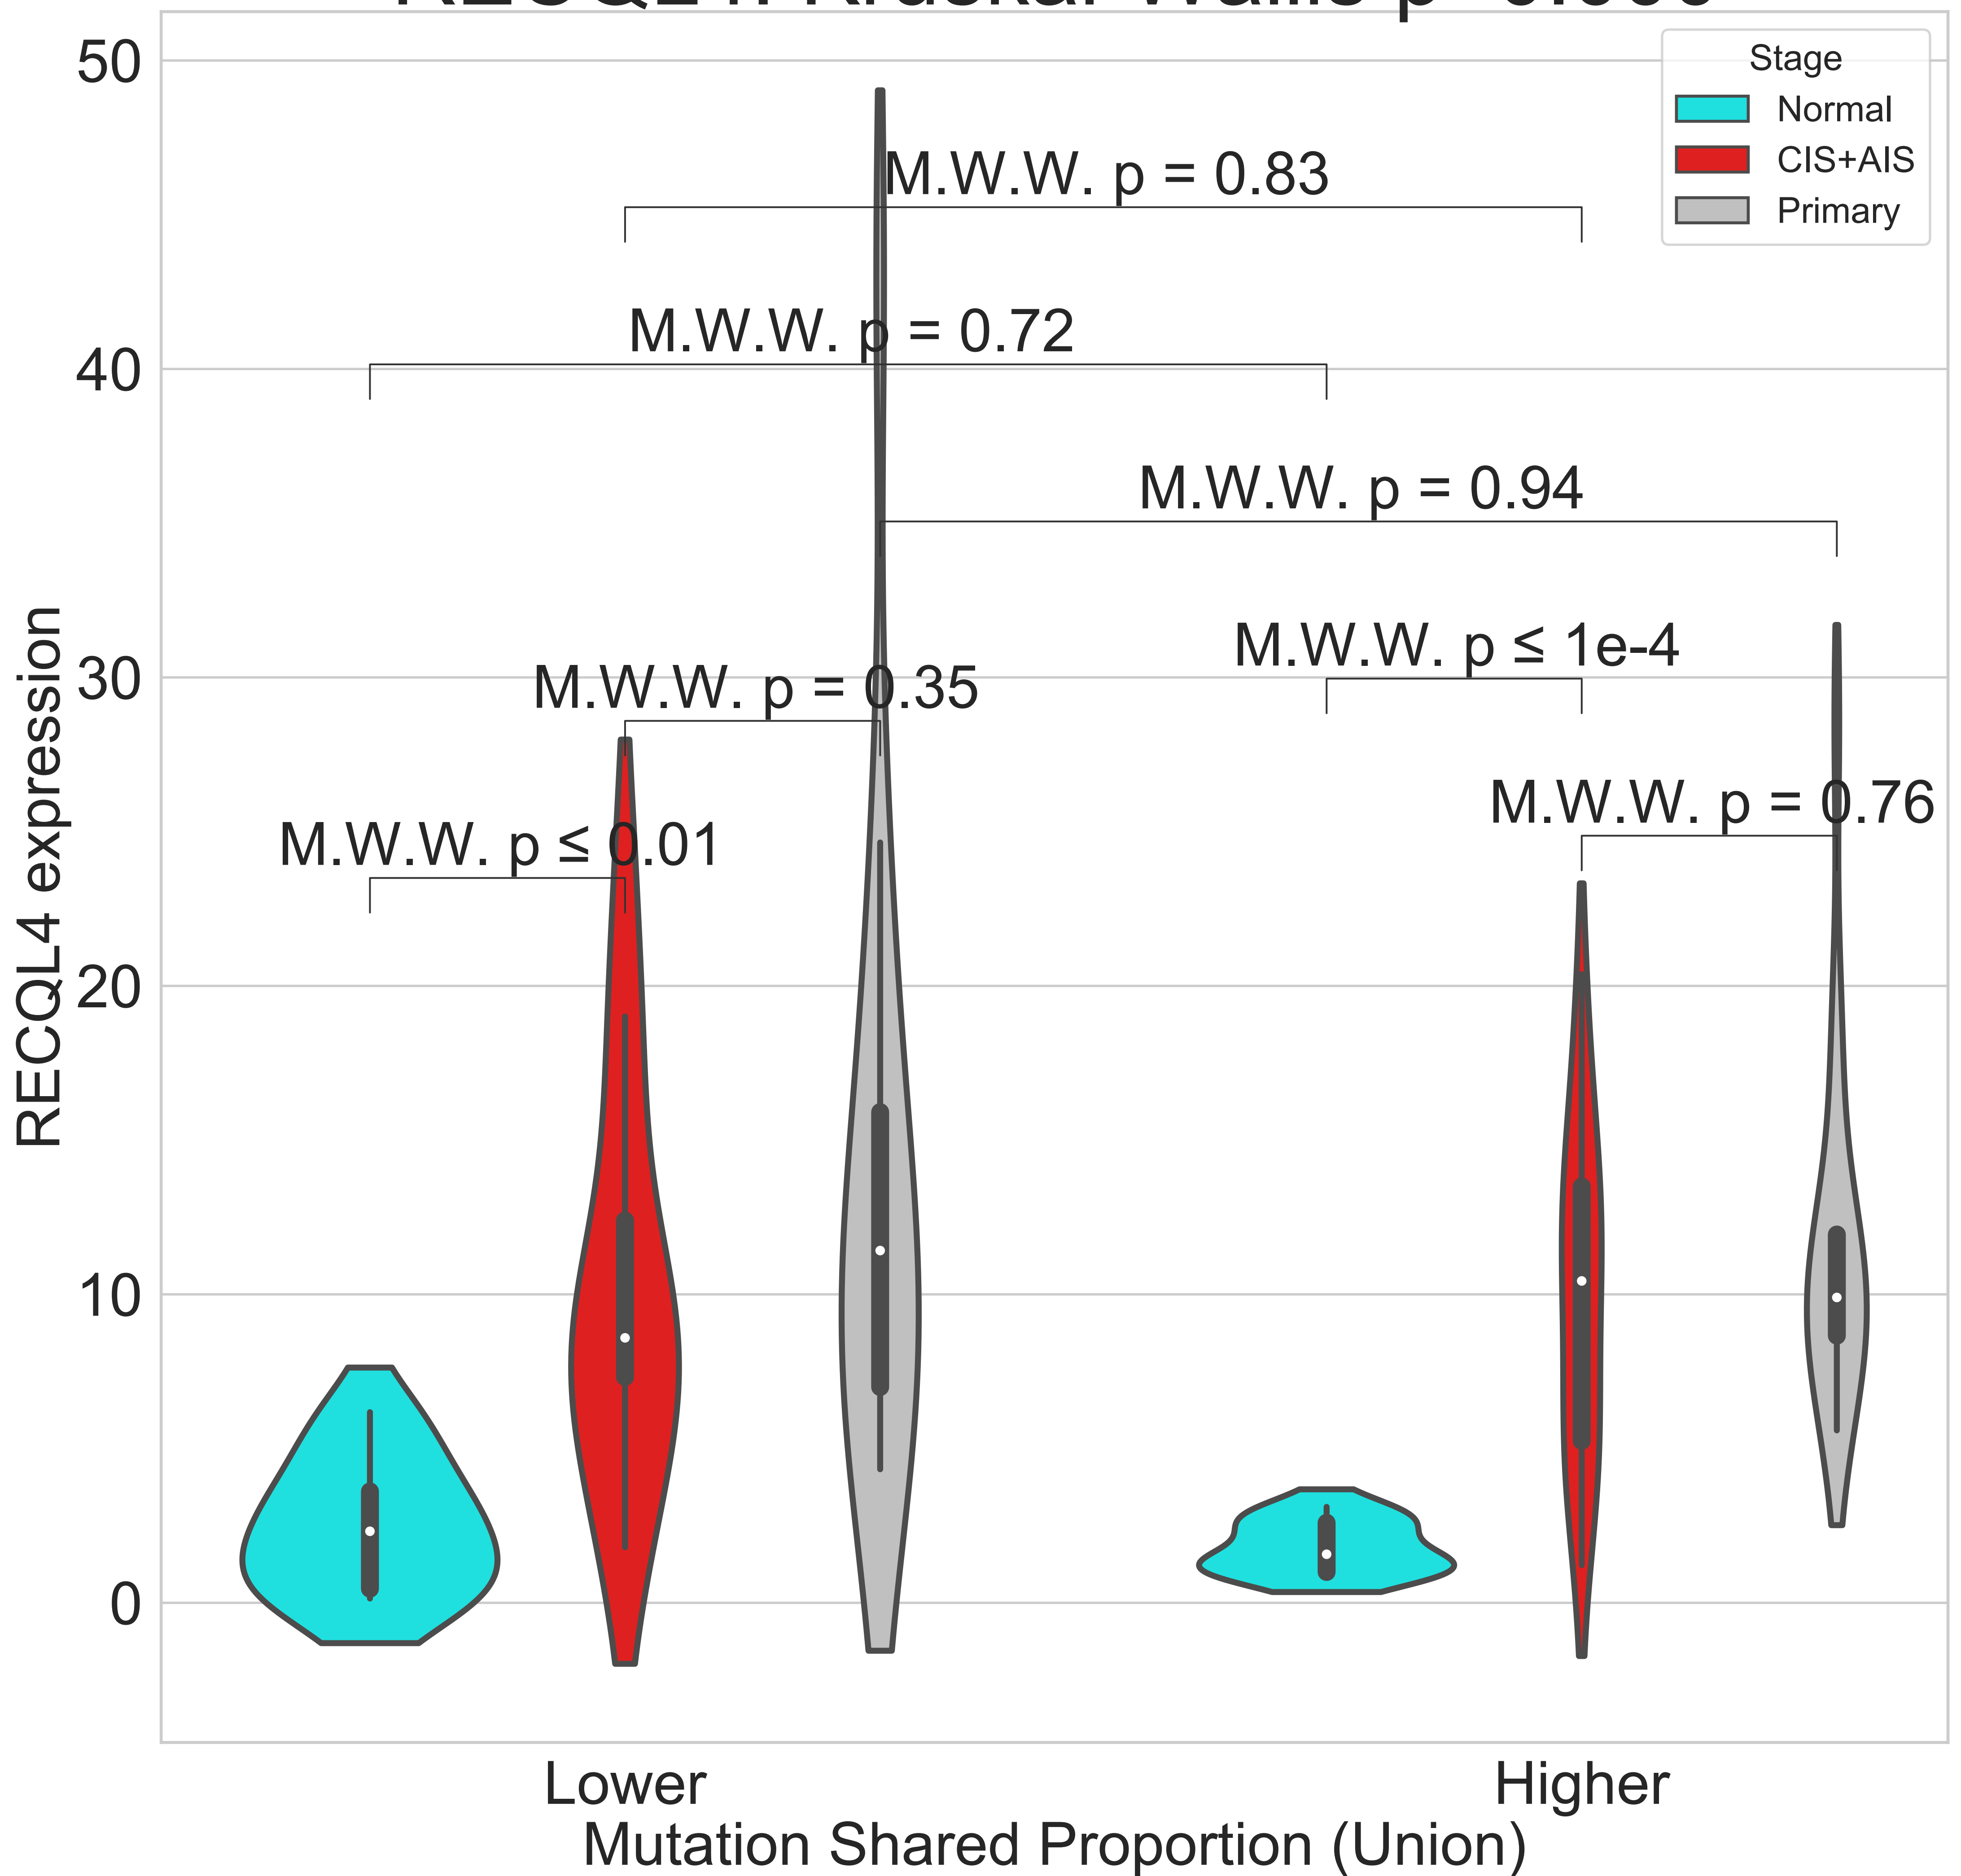 50
40
30
20
10
0
RECQL4 expression
Stage
Normal
CIS+AIS
Primary
M.W.W. p = 0.83
M.W.W. p = 0.72
M.W.W. p = 0.94
M.W.W. p ≤ 1e-4
M.W.W. p = 0.35
M.W.W. p = 0.76
M.W.W. p ≤ 0.01
Lower
Higher
Mutation Shared Proportion (Union)